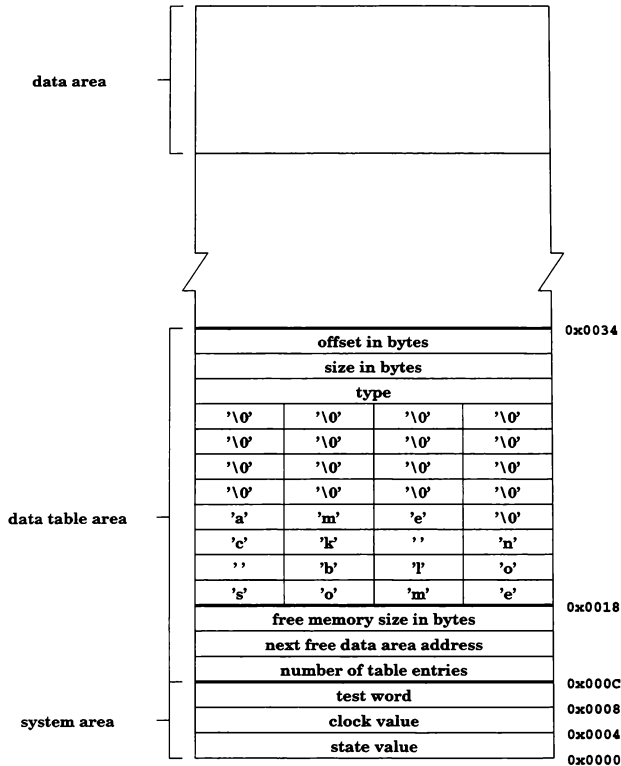 data area
0x0034
offset in bytes
size in bytes
type
'\0' '\0' '\0' '\0'
'\0' '\0' '\0' '\0'
'\0' '\0' '\0' '\0'
'\0' '\0' '\0' '\0'
data table area
'a' 'm' 'e' '\0'
'c' 'k' ' ' 'n'
' ' 'b' 'l' 'o'
's' 'o' 'm' 'e'
0x0018
free memory size in bytes
next free data area address
number of table entries
0x000C
test word
0x0008
system area
clock value
0x0004
state value
0x0000